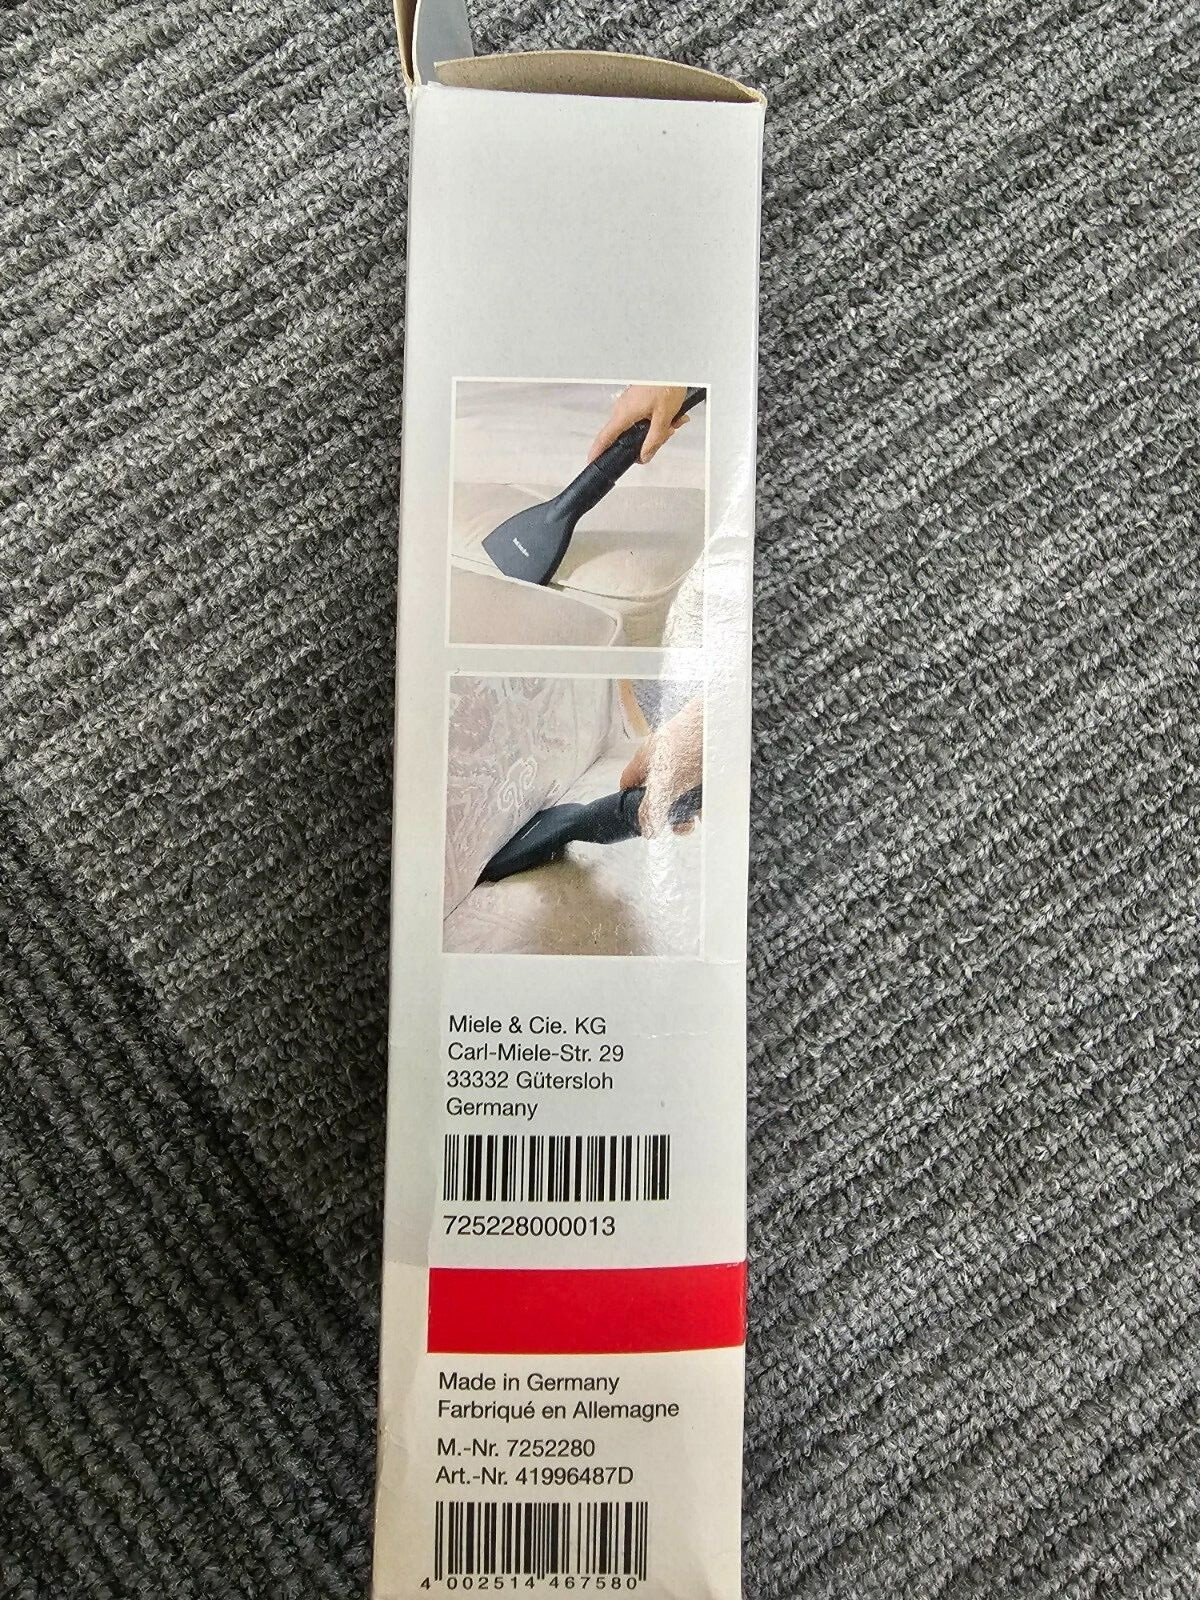 Miele & Cie. KG
Carl-Miele-Str. 29
33332 Gütersloh
Germany
725228000013
Made in Germany
Farbriqué en Allemagne
M.-Nr. 7252280
Art.-Nr. 41996487D
4 002514 467580